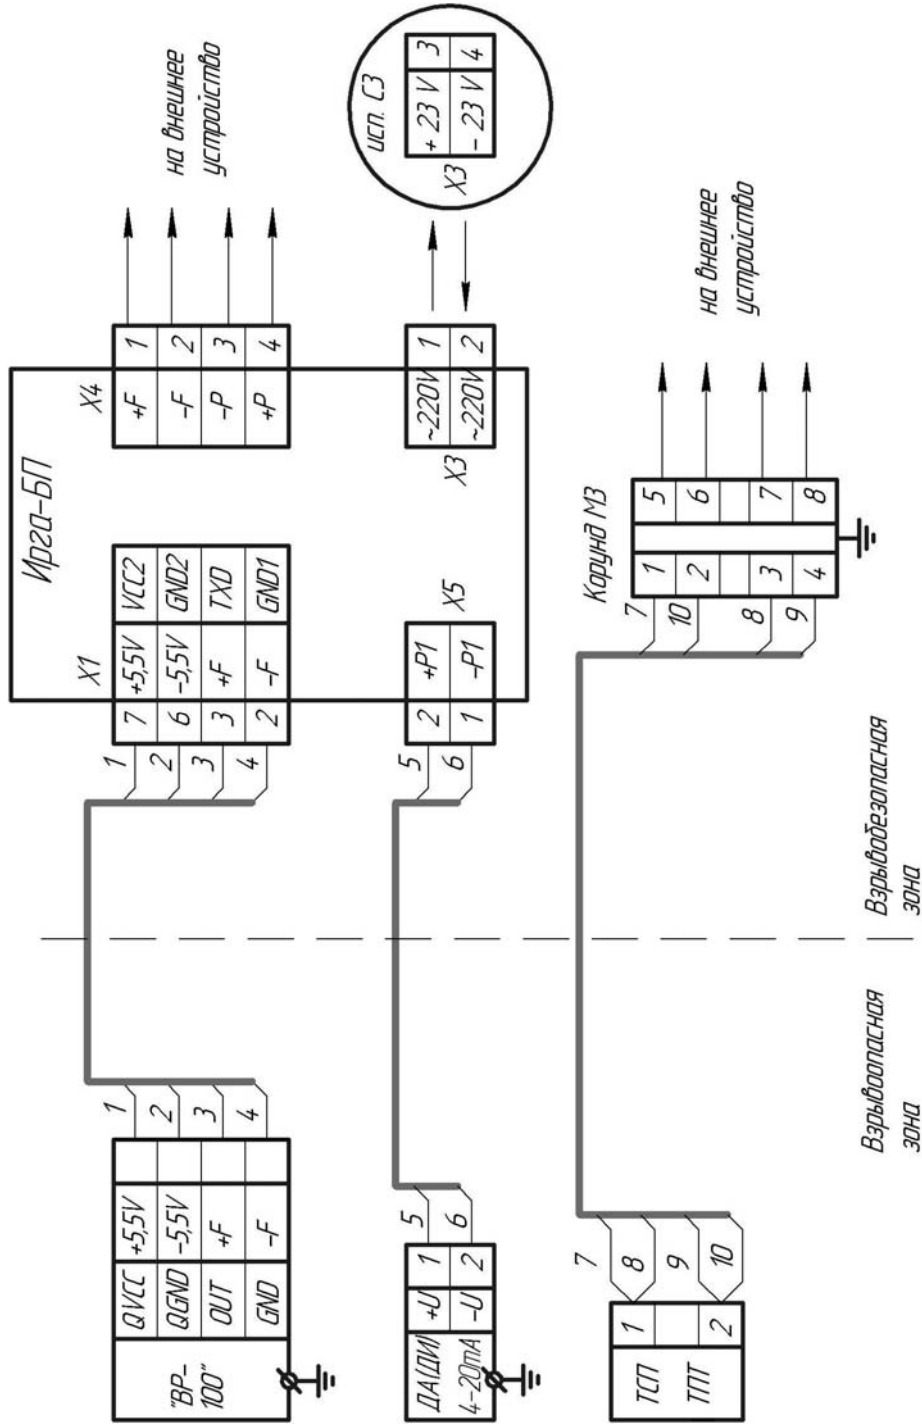 Ирга-БП
"ВР-
100"
QVCC +5,5V 1
QGND -5,5V 2
OUT +F 3
GND -F 4
X1
1 7 +5,5V VCC2
2 6 -5,5V GND2
3 3 +F TXD
4 2 -F GND1
X4
+F 1
-F 2
-P 3
+P 4
на внешнее
устройство
ДА(ДИ)
4-20mA
+U 1 5
-U 2 6
5 2 +P1
6 1 -P1
X5
~220V 1
~220V 2
X3
исп. С3
+ 23 V 3
- 23 V 4
X3
ТСП
ТПТ
1
2
7
8
9
10
Корунд М3
7 1 5
10 2 6
8 3 7
9 4 8
на внешнее
устройство
Взрывоопасная
зона
Взрывобезопасная
зона